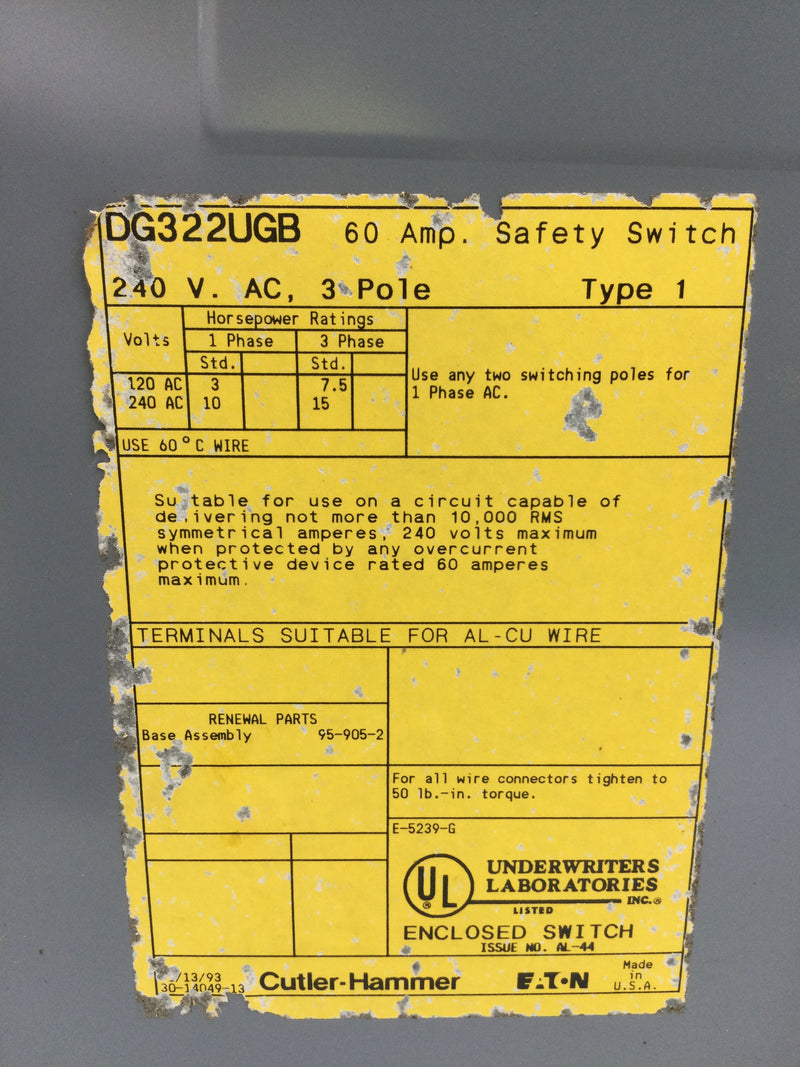 DG322UGB 60 Amp. Safety Switch
240 V. AC, 3 Pole Type 1
Horsepower Ratings
Volts 1 Phase 3 Phase
Std. Std.
120 AC 3 7.5
240 AC 10 15
Use any two switching poles for
1 Phase AC.
USE 60°C WIRE
Su table for use on a circuit capable of
de ivering not more than 10,000 RMS
symmetrical amperes, 240 volts maximum
when protected by any overcurrent
protective device rated 60 amperes
maximum.
TERMINALS SUITABLE FOR AL-CU WIRE
RENEWAL PARTS
Base Assembly 95-905-2
For all wire connectors tighten to
50 lb.-in. torque.
E-5239-G
UL® UNDERWRITERS
LABORATORIES
INC.®
LISTED
ENCLOSED SWITCH
ISSUE NO. AL-44
/13/93
30-14049-13
Cutler-Hammer EAT•N
Made
in
U.S.A.